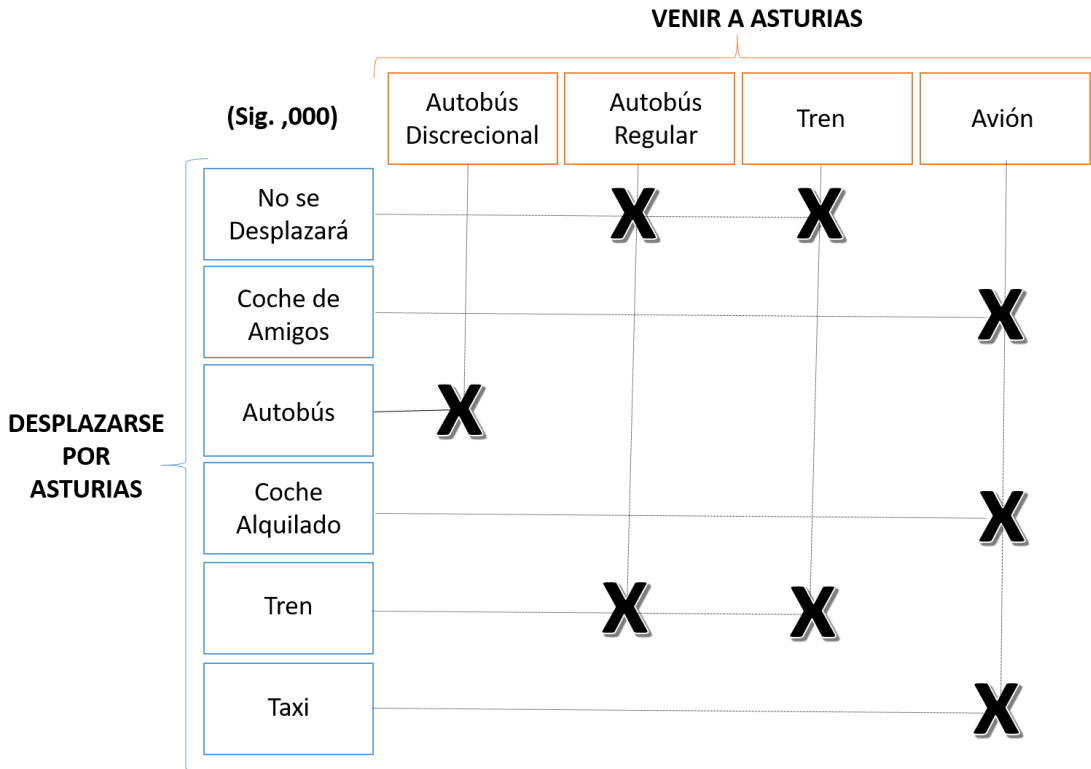 VENIR A ASTURIAS
(Sig. ,000)
Autobús
Discrecional
Autobús
Regular
Tren
Avión
No se
Desplazará
X
X
Coche de
Amigos
X
DESPLAZARSE
POR
ASTURIAS
Autobús
X
Coche
Alquilado
X
Tren
X
X
Taxi
X